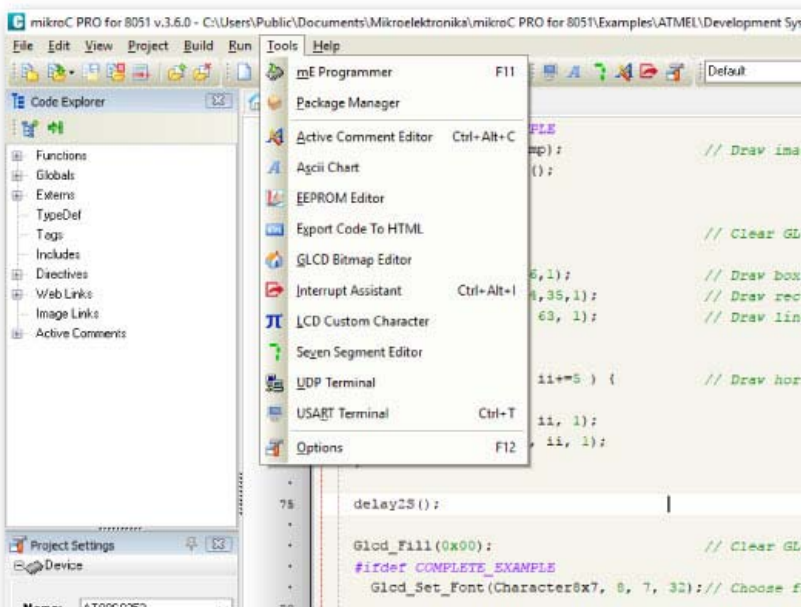 mikroC PRO for 8051 v.3.6.0 - C:\Users\Public\Documents\Mikroelektronika\mikroC PRO for 8051\Examples\ATMEL\Development Sys
File Edit View Project Build Run Tools Help
Default
Code Explorer
Functions
Globals
Externs
TypeDef
Tags
Includes
Directives
Web Links
Image Links
Active Comments
mE Programmer F11
Package Manager
Active Comment Editor Ctrl+Alt+C
Ascii Chart
EEPROM Editor
Export Code To HTML
GLCD Bitmap Editor
Interrupt Assistant Ctrl+Alt+I
LCD Custom Character
Seven Segment Editor
UDP Terminal
USART Terminal Ctrl+T
Options F12
PLE
mp); // Draw ima
();
// Clear GL
6,1); // Draw box
4,35,1); // Draw rec
63, 1); // Draw lin
ii+=5 ) { // Draw hor
ii, 1);
, ii, 1);
75 delay2S();
Glcd_Fill(0x00); // Clear GL
#ifdef COMPLETE_EXAMPLE
Glcd_Set_Font(Character8x7, 8, 7, 32);// Choose f
Project Settings
Device
Name: